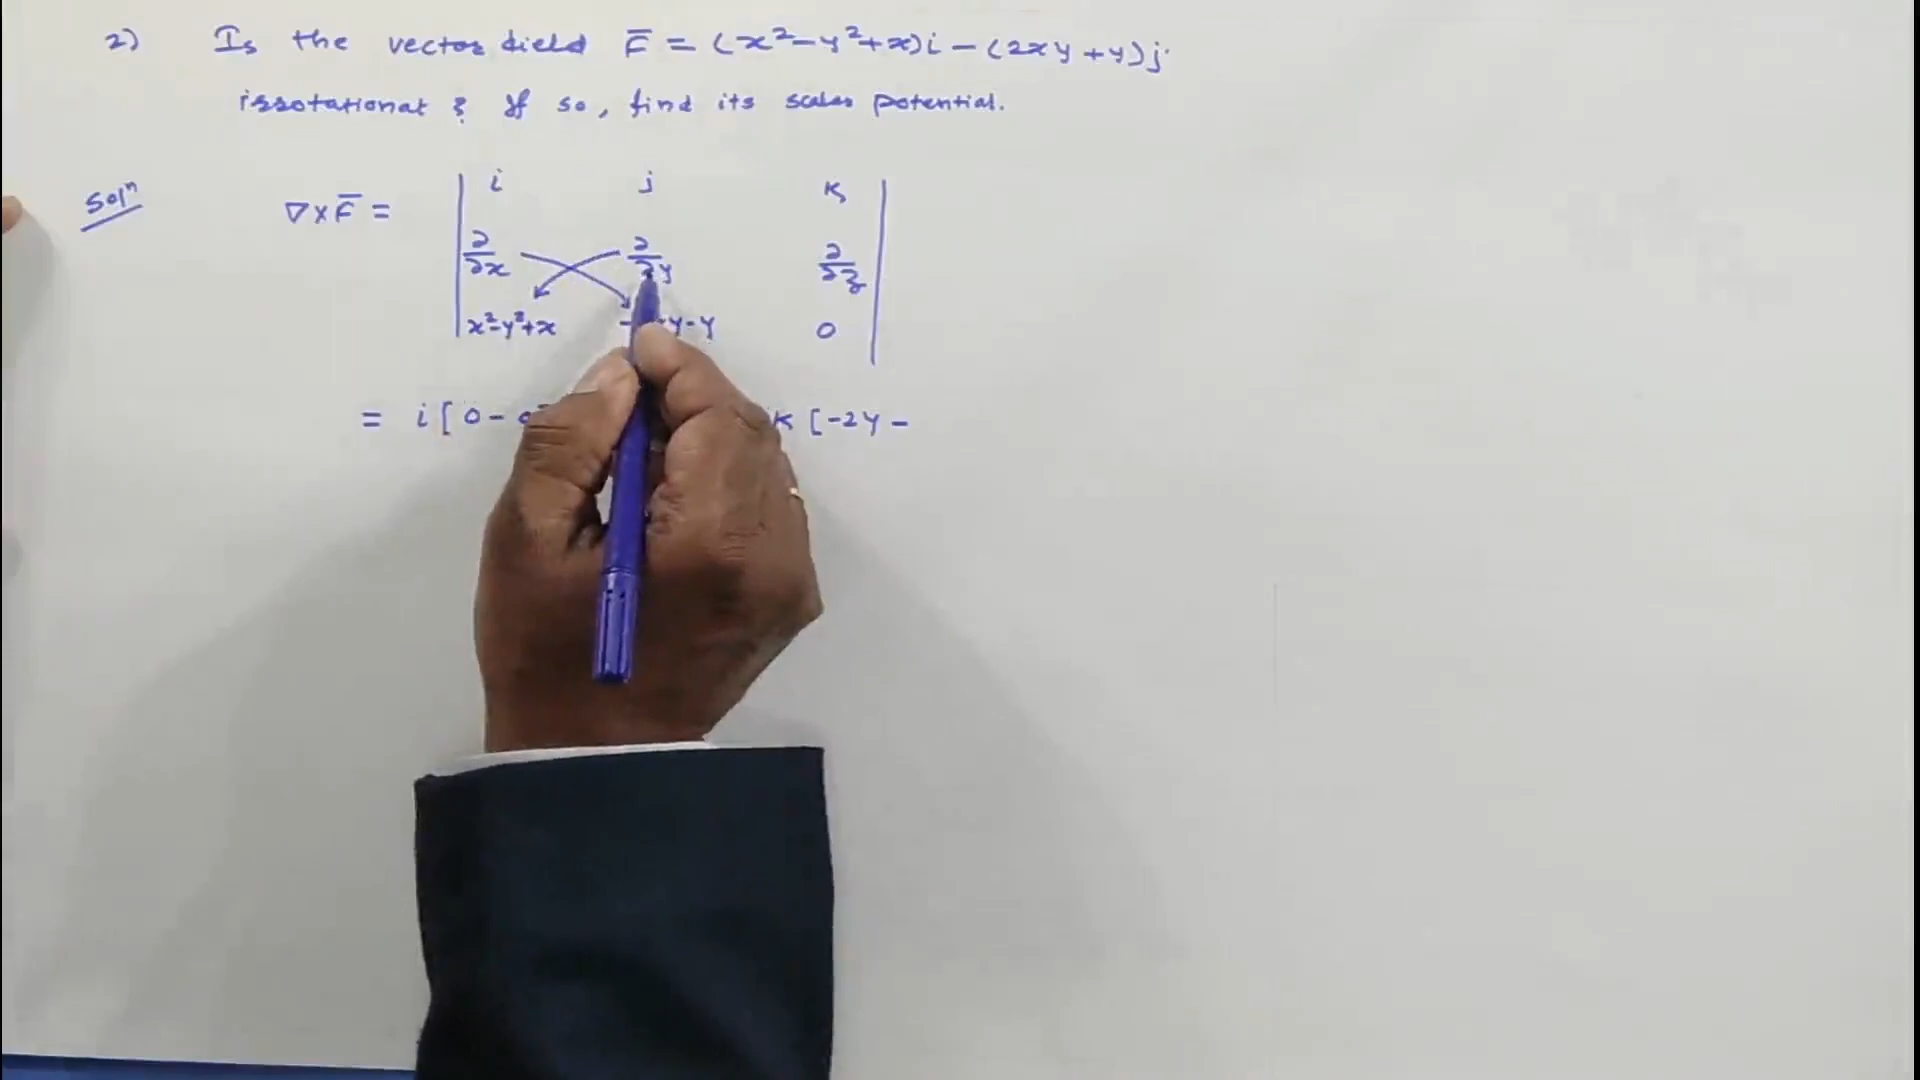 2) Is the vector field F̅ = (x²-y²+x)i - (2xy+y)j
irrotational? If so, find its scalar potential.
Solⁿ
∇×F̅ = | i j k |
∂/∂x ∂/∂y ∂/∂z
x²-y²+x y-y 0
= i[0-0 k[-2y-